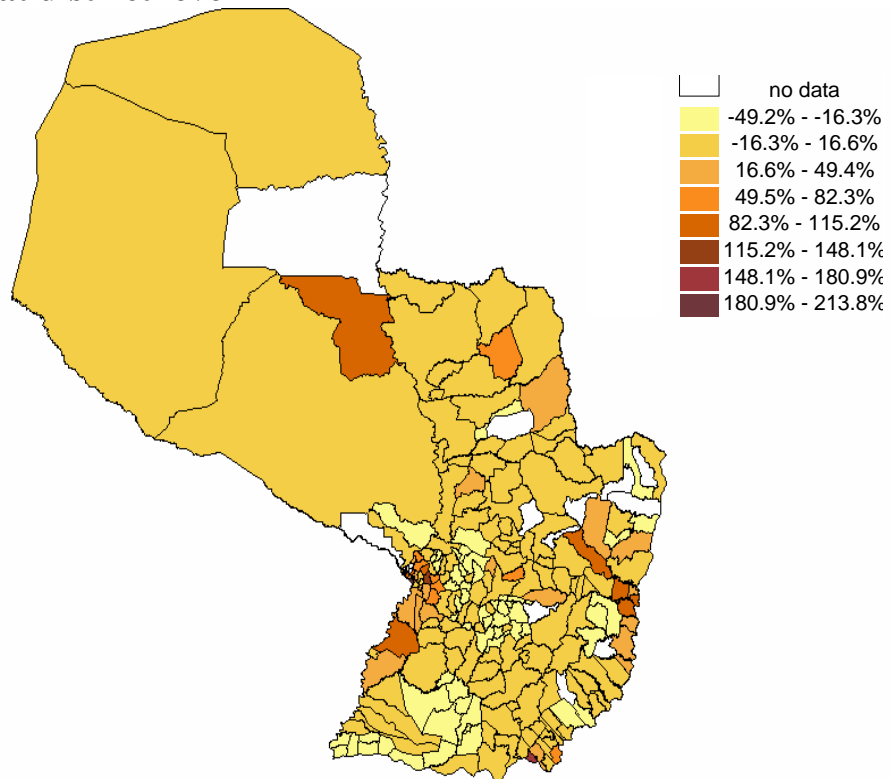 no data
-49.2% - -16.3%
-16.3% - 16.6%
16.6% - 49.4%
49.5% - 82.3%
82.3% - 115.2%
115.2% - 148.1%
148.1% - 180.9%
180.9% - 213.8%